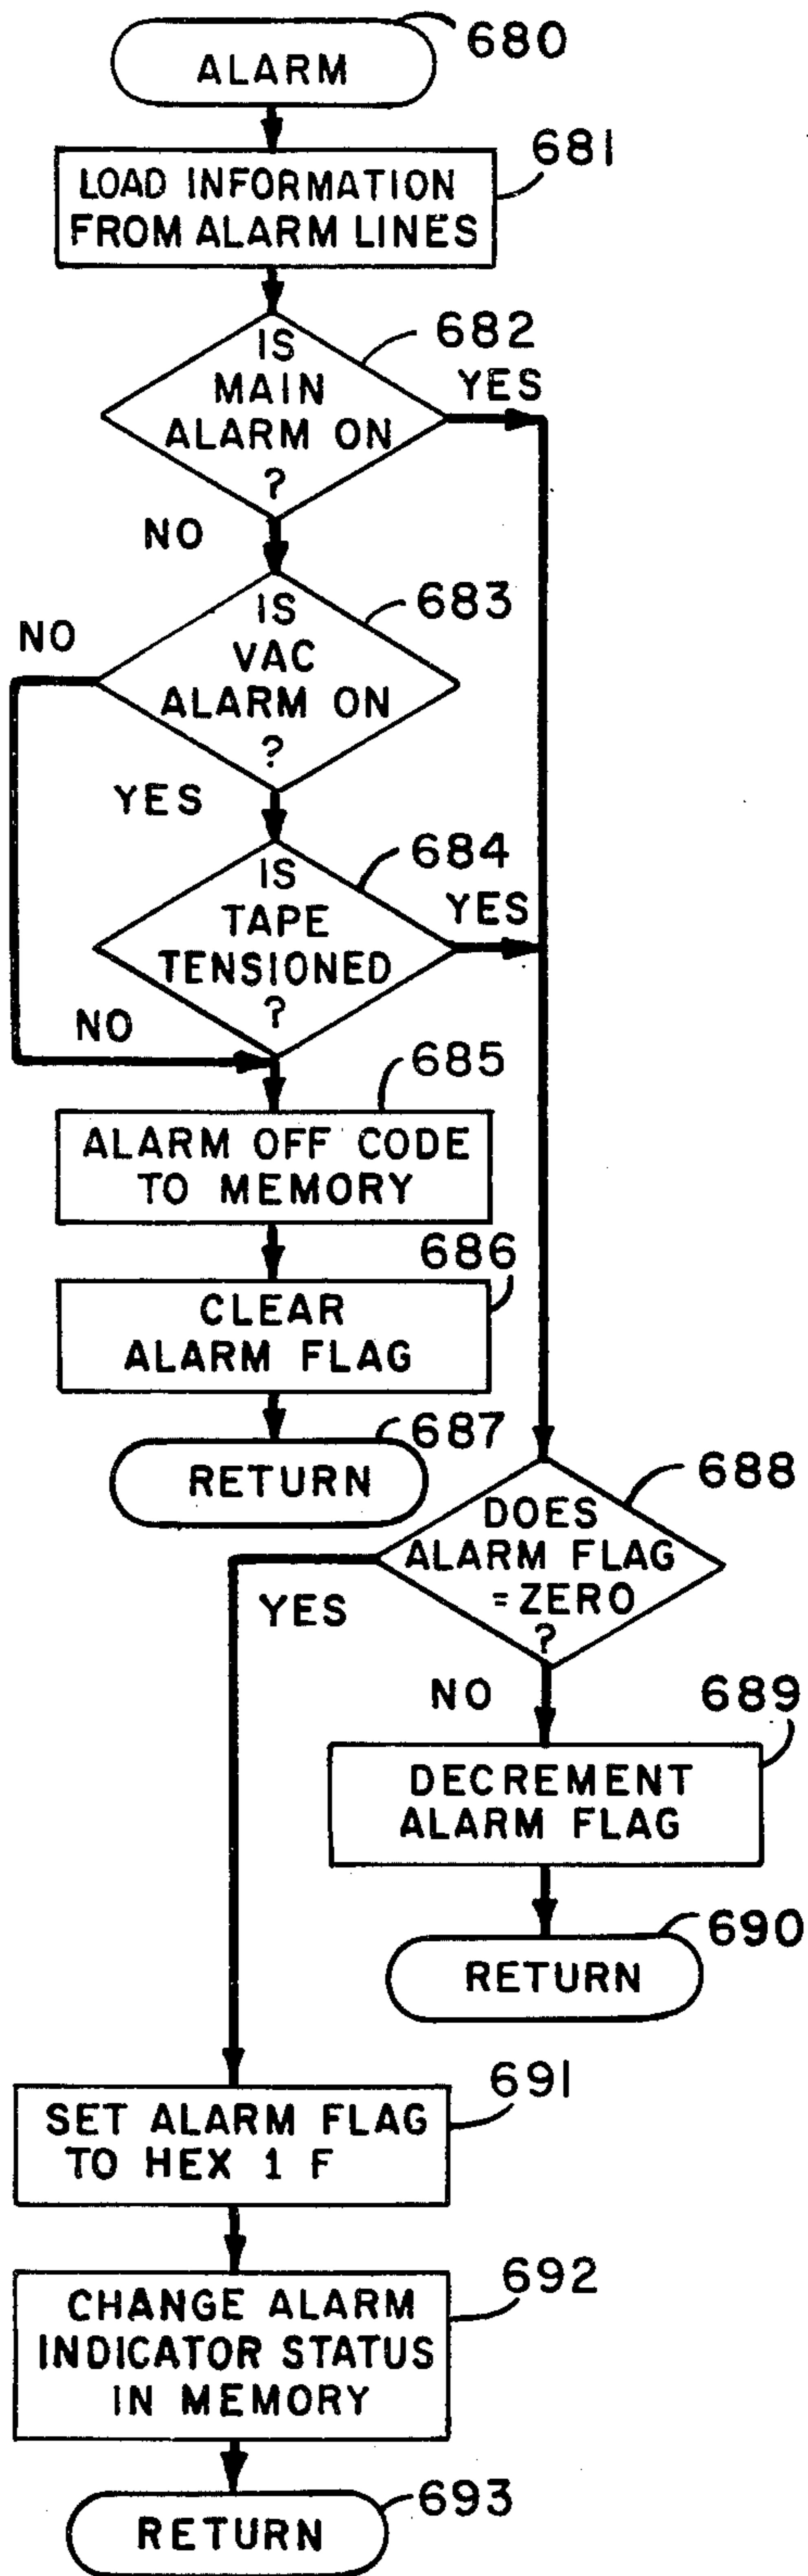 680
ALARM
681
LOAD INFORMATION
FROM ALARM LINES
682
IS
MAIN
ALARM ON
?
YES
NO
683
IS
VAC
ALARM ON
?
NO
YES
684
IS
TAPE
TENSIONED
?
YES
NO
685
ALARM OFF CODE
TO MEMORY
686
CLEAR
ALARM FLAG
687
RETURN
688
DOES
ALARM FLAG
=ZERO
?
YES
NO
689
DECREMENT
ALARM FLAG
690
RETURN
691
SET ALARM FLAG
TO HEX 1 F
692
CHANGE ALARM
INDICATOR STATUS
IN MEMORY
693
RETURN